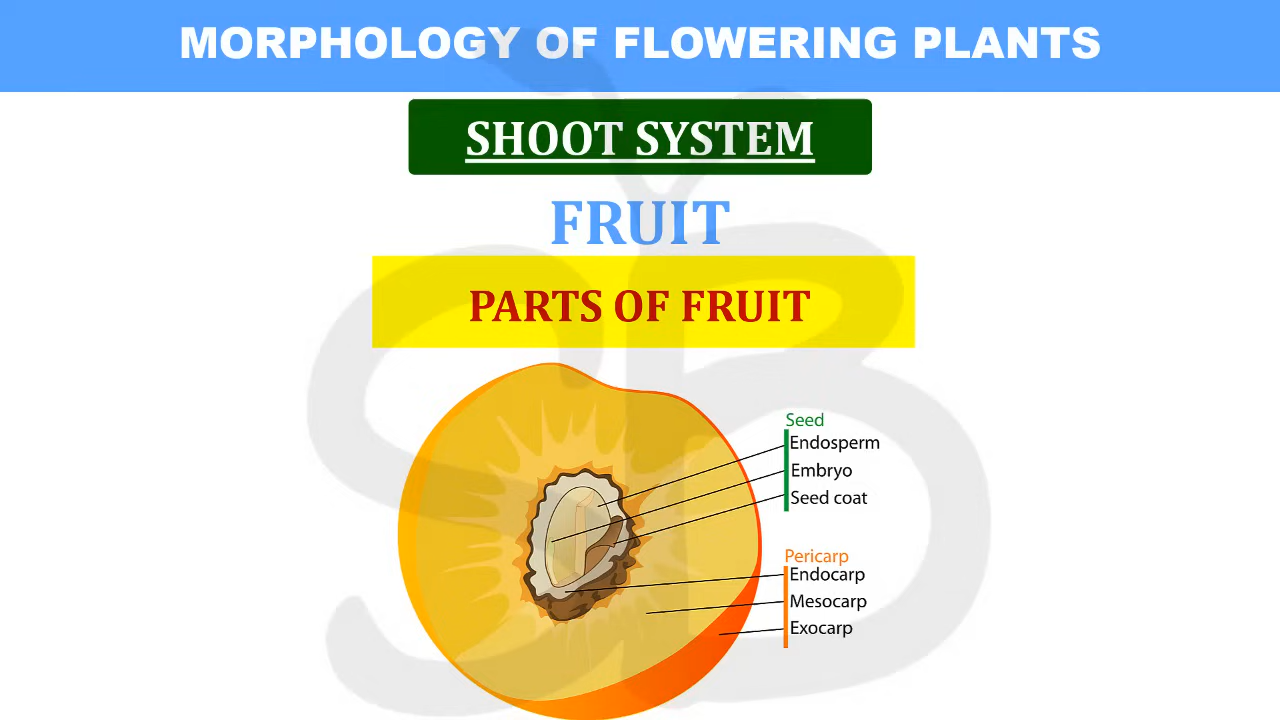 MORPHOLOGY OF FLOWERING PLANTS
SHOOT SYSTEM
FRUIT
PARTS OF FRUIT
Seed
Endosperm
Embryo
Seed coat
Pericarp
Endocarp
Mesocarp
Exocarp